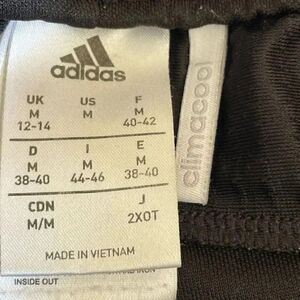 adidas
UK US F
M M M
12-14 40-42
D I E
M M M
38-40 44-46 38-40
CDN J
M/M 2XOT
MADE IN VIETNAM
INSIDE OUT
climacool